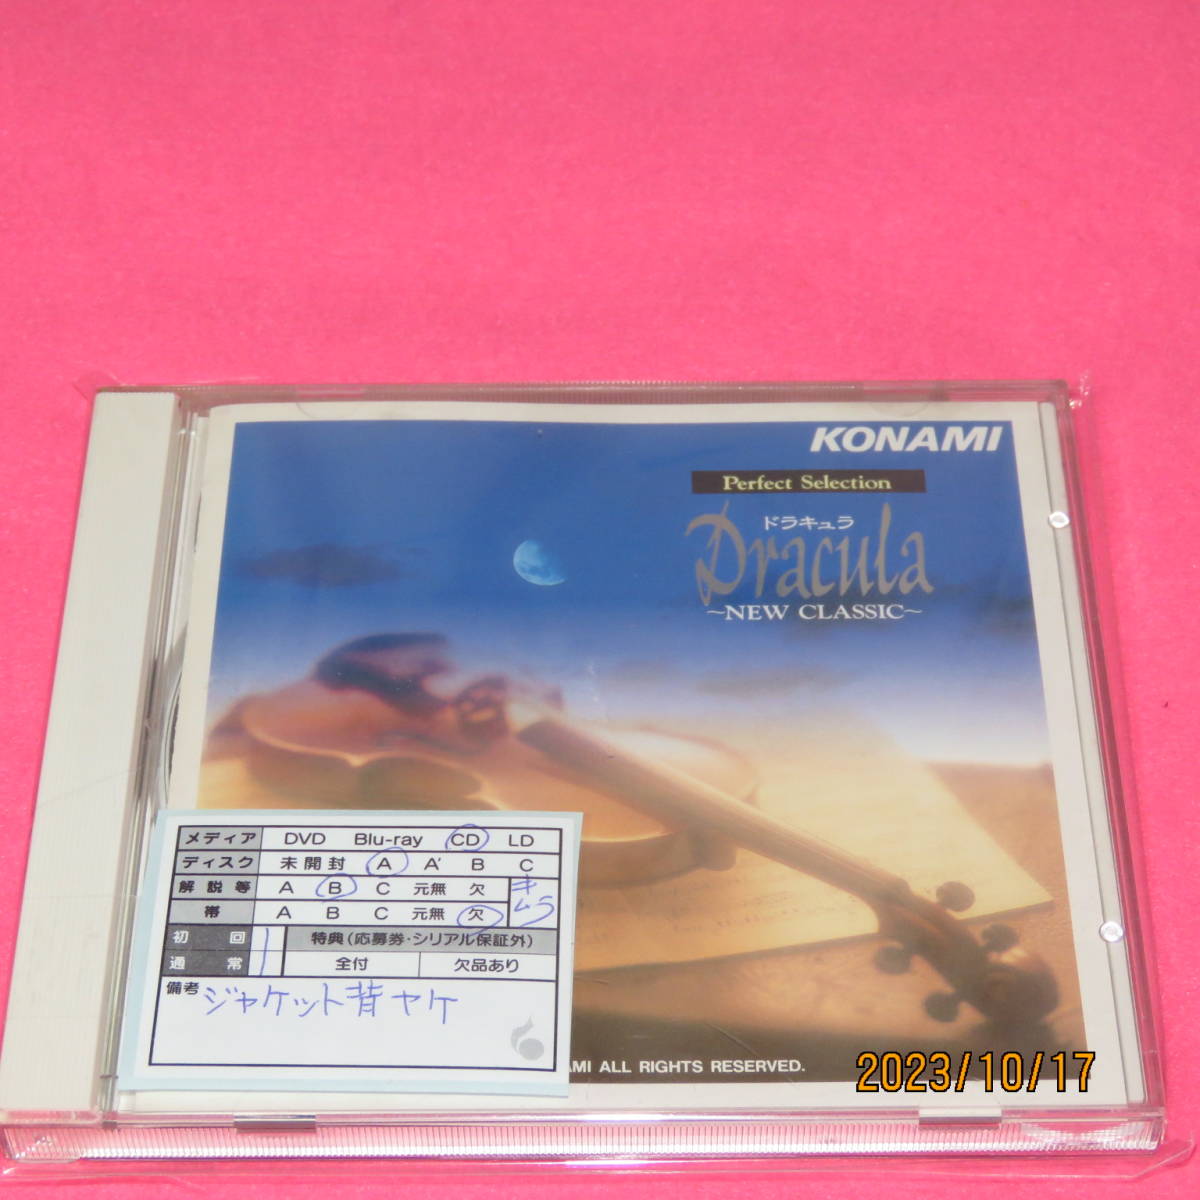 KONAMI
Perfect Selection
ドラキュラ
Dracula
~NEW CLASSIC~
メディア DVD Blu-ray CD LD
ディスク 未開封 A A' B C
解説等 A B C 元無 欠 キムラ
帯 A B C 元無 欠
初回 特典(応募券・シリアル保証外)
通常 全付 欠品あり
備考 ジャケット背ヤケ
AMI ALL RIGHTS RESERVED.
2023/10/17